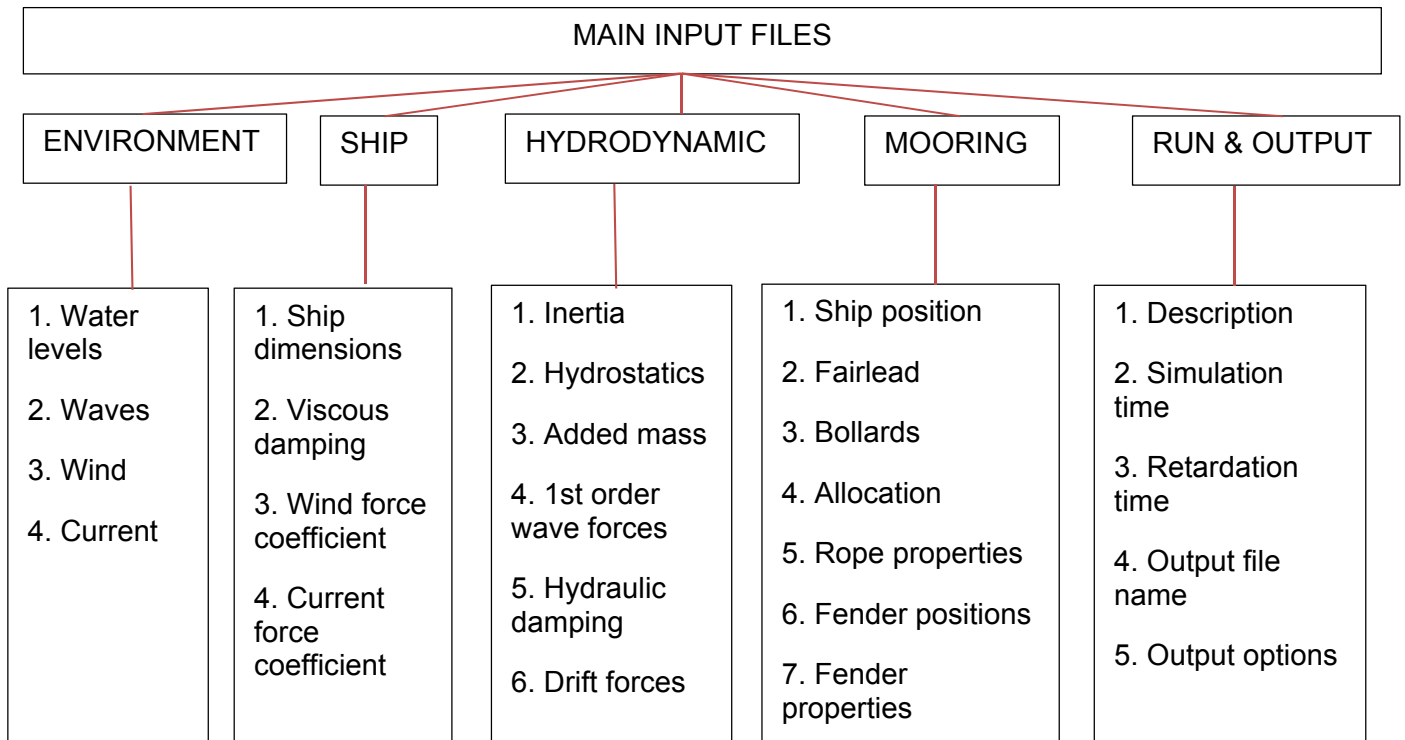 MAIN INPUT FILES
ENVIRONMENT
SHIP
HYDRODYNAMIC
MOORING
RUN & OUTPUT
1. Water
levels
2. Waves
3. Wind
4. Current
1. Ship
dimensions
2. Viscous
damping
3. Wind force
coefficient
4. Current
force
coefficient
1. Inertia
2. Hydrostatics
3. Added mass
4. 1st order
wave forces
5. Hydraulic
damping
6. Drift forces
1. Ship position
2. Fairlead
3. Bollards
4. Allocation
5. Rope properties
6. Fender positions
7. Fender
properties
1. Description
2. Simulation
time
3. Retardation
time
4. Output file
name
5. Output options